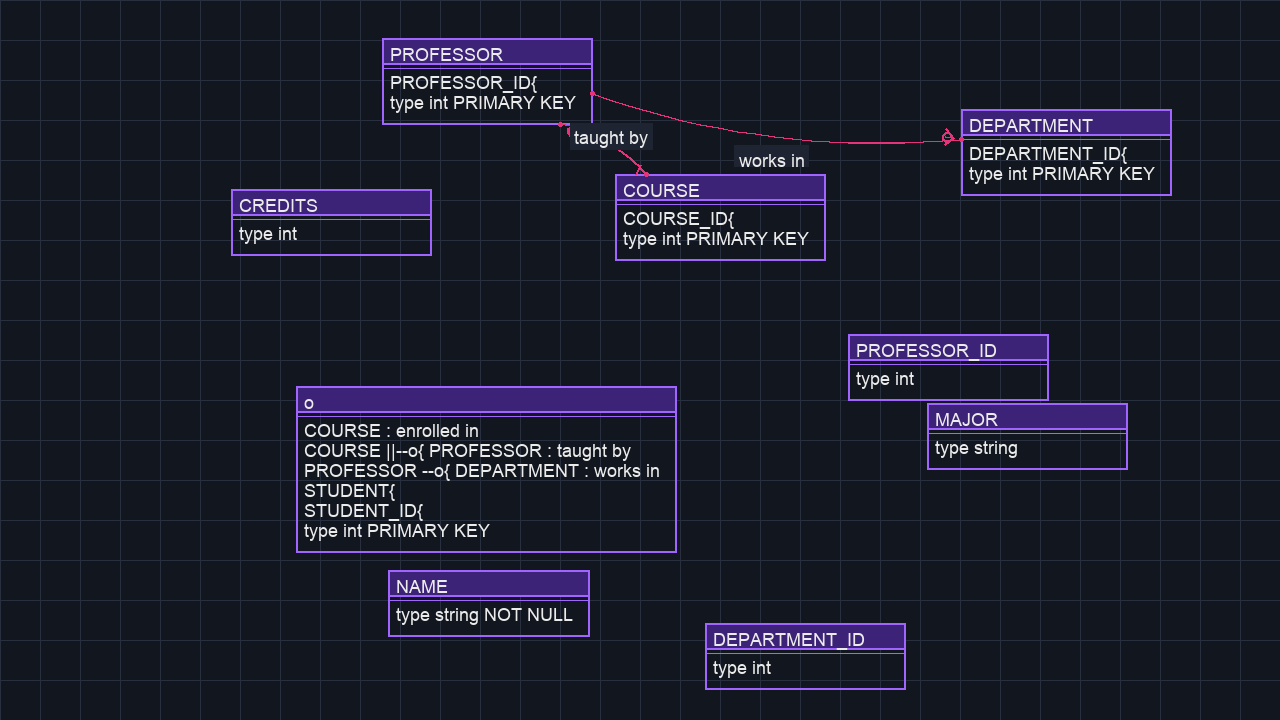 PROFESSOR
PROFESSOR_ID{
type int PRIMARY KEY
taught by
works in
DEPARTMENT
DEPARTMENT_ID{
type int PRIMARY KEY
COURSE
COURSE_ID{
type int PRIMARY KEY
CREDITS
type int
PROFESSOR_ID
type int
MAJOR
type string
o
COURSE : enrolled in
COURSE ||--o{ PROFESSOR : taught by
PROFESSOR --o{ DEPARTMENT : works in
STUDENT{
STUDENT_ID{
type int PRIMARY KEY
NAME
type string NOT NULL
DEPARTMENT_ID
type int